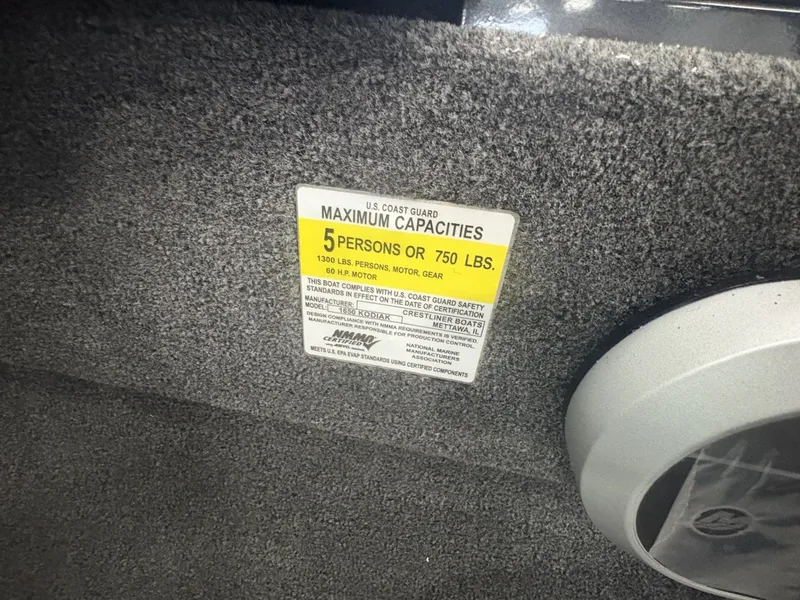 U.S. COAST GUARD
MAXIMUM CAPACITIES
5 PERSONS OR 750 LBS.
1300 LBS. PERSONS, MOTOR, GEAR
60 H.P. MOTOR
THIS BOAT COMPLIES WITH U.S. COAST GUARD SAFETY
STANDARDS IN EFFECT ON THE DATE OF CERTIFICATION
MANUFACTURER: CRESTLINER BOATS
MODEL: 1650 KODIAK METTAWA, IL
DESIGN COMPLIANCE WITH NMMA REQUIREMENTS IS VERIFIED.
MANUFACTURER RESPONSIBLE FOR PRODUCTION CONTROL.
NMMA
CERTIFIED
NATIONAL MARINE
MANUFACTURERS
ASSOCIATION
MEETS U.S. EPA EVAP STANDARDS USING CERTIFIED COMPONENTS